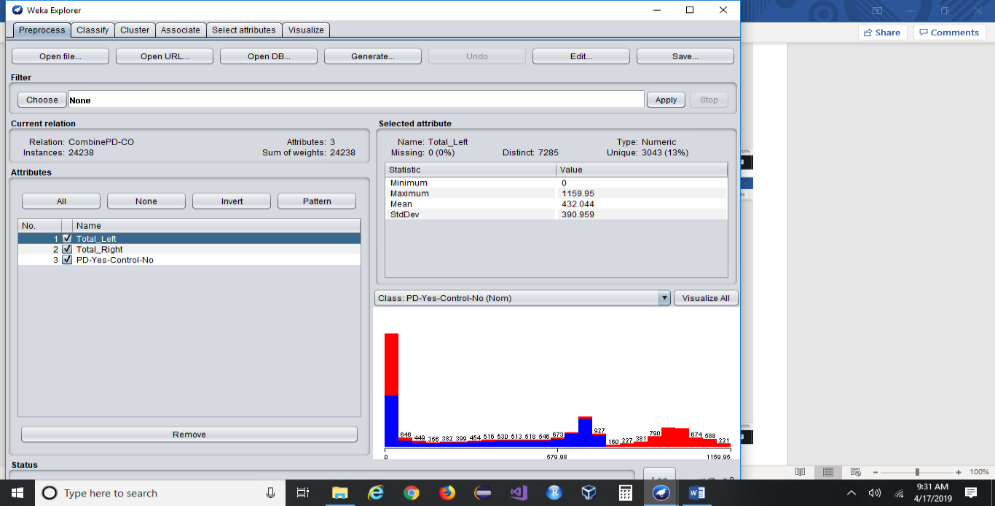 Weka Explorer
Preprocess Classify Cluster Associate Select attributes Visualize
Share Comments
Open file... Open URL... Open DB... Generate... Undo Edit... Save...
Filter
Choose None Apply Stop
Current relation
Relation: CombinePD-CO Attributes: 3
Instances: 24238 Sum of weights: 24238
Attributes
All None Invert Pattern
No. Name
1 Total_Left
2 Total_Right
3 PD-Yes-Control-No
Remove
Status
Selected attribute
Name: Total_Left Type: Numeric
Missing: 0 (0%) Distinct: 7285 Unique: 3043 (13%)
Statistic Value
Minimum 0
Maximum 1159.95
Mean 432.044
StdDev 390.959
Class: PD-Yes-Control-No (Nom) Visualize All
646 449 382 399 454 516 530 513 618 646 673 927 160 227 381 790 674 688 221
0 679.98 1159.95
100%
Type here to search
9:31 AM
4/17/2019